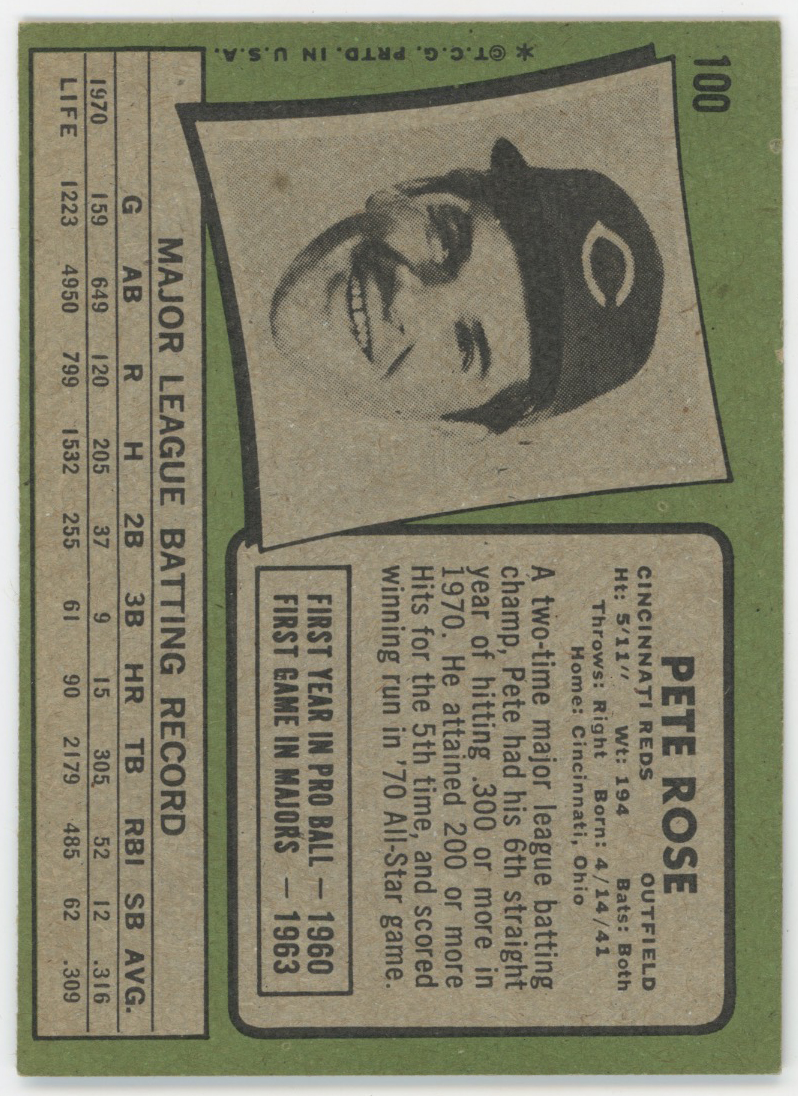 100
PETE ROSE
CINCINNATI REDS OUTFIELD
Ht: 5'11" Wt: 194 Bats: Both
Throws: Right Born: 4/14/41
Home: Cincinnati, Ohio
A two-time major league batting
champ, Pete had his 6th straight
year of hitting .300 or more in
1970. He attained 200 or more
Hits for the 5th time, and scored
winning run in '70 All-Star game.
FIRST YEAR IN PRO BALL — 1960
FIRST GAME IN MAJORS — 1963
C
MAJOR LEAGUE BATTING RECORD
G AB R H 2B 3B HR TB RBI SB AVG.
1970 159 649 120 205 37 9 15 305 52 12 .316
LIFE 1223 4950 799 1532 255 61 90 2179 485 62 .309
* © T.C.G. PRTD. IN U.S.A.